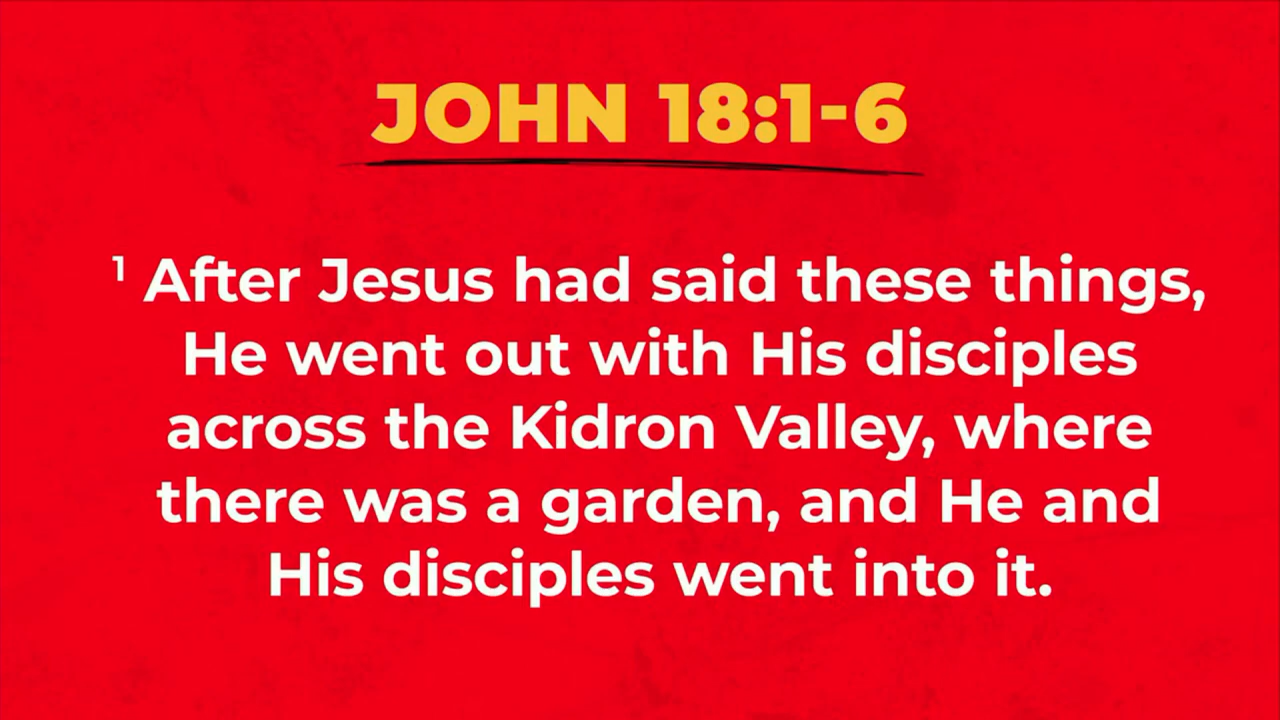 JOHN 18:1-6
1 After Jesus had said these things,
He went out with His disciples
across the Kidron Valley, where
there was a garden, and He and
His disciples went into it.